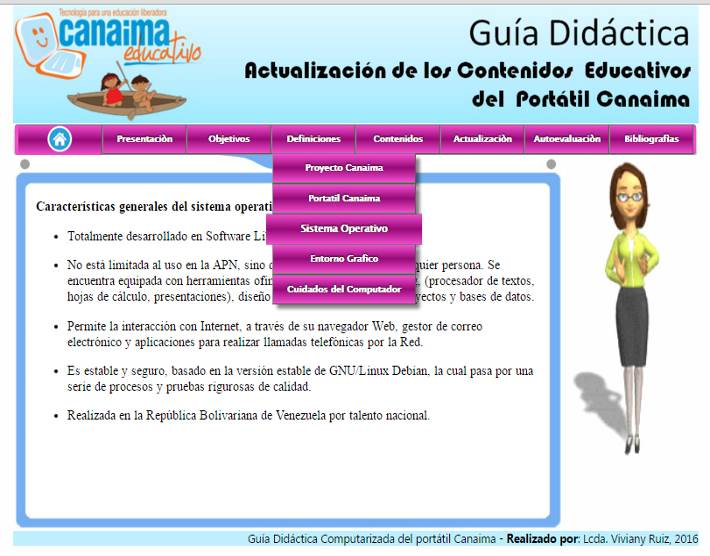 Tecnología para una educación liberadora
canaima
educativo
Guía Didáctica
Actualización de los Contenidos Educativos
del Portátil Canaima
Presentaciòn Objetivos Definiciones Contenidos Actualizaciòn Autoevaluaciòn Bibliografias
Proyecto Canaima
Portatil Canaima
Sistema Operativo
Entorno Grafico
Cuidados del Computador
Características generales del sistema operati
Totalmente desarrollado en Software Li
No está limitada al uso en la APN, sino quier persona. Se
encuentra equipada con herramientas ofim (procesador de textos,
hojas de cálculo, presentaciones), diseño yectos y bases de datos.
Permite la interacción con Internet, a través de su navegador Web, gestor de correo
electrónico y aplicaciones para realizar llamadas telefónicas por la Red.
Es estable y seguro, basado en la versión estable de GNU/Linux Debian, la cual pasa por una
serie de procesos y pruebas rigurosas de calidad.
Realizada en la República Bolivariana de Venezuela por talento nacional.
Guía Didáctica Computarizada del portátil Canaima - Realizado por: Lcda. Viviany Ruiz, 2016